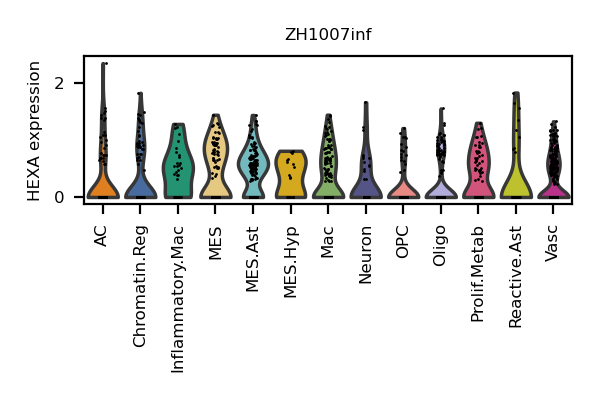 ZH1007inf
HEXA expression
2
0
AC
Chromatin.Reg
Inflammatory.Mac
MES
MES.Ast
MES.Hyp
Mac
Neuron
OPC
Oligo
Prolif.Metab
Reactive.Ast
Vasc